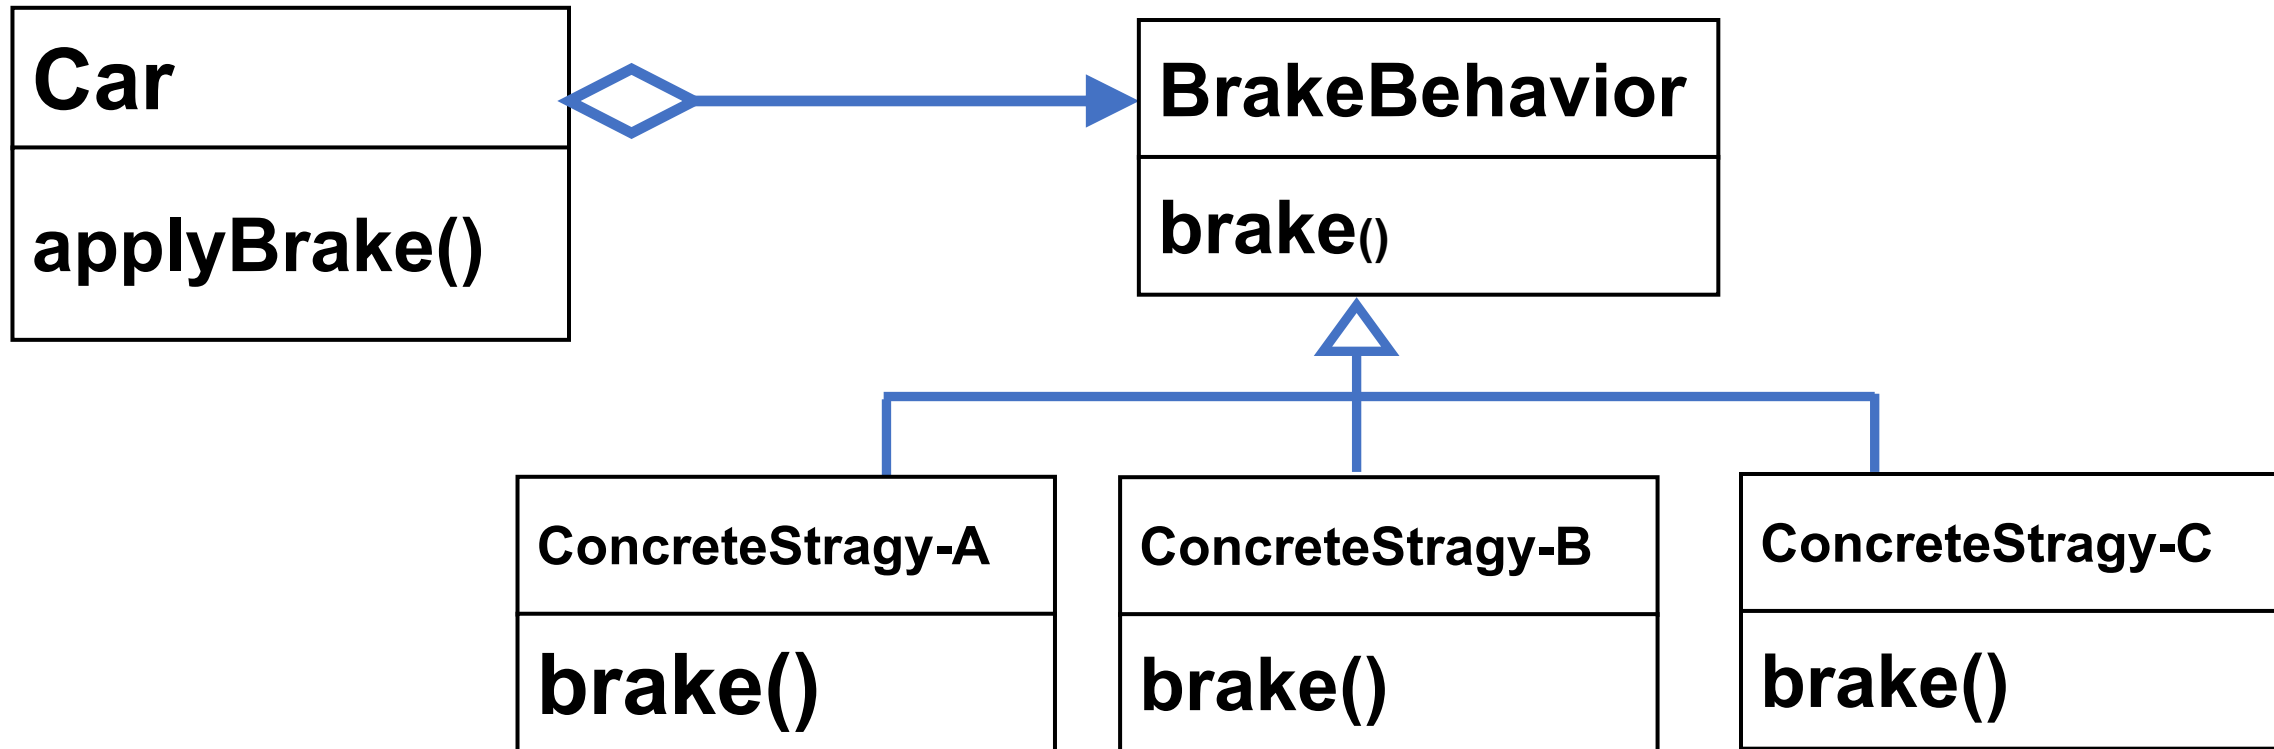 Car
applyBrake()
BrakeBehavior
brake()
ConcreteStragy-A
brake()
ConcreteStragy-B
brake()
ConcreteStragy-C
brake()